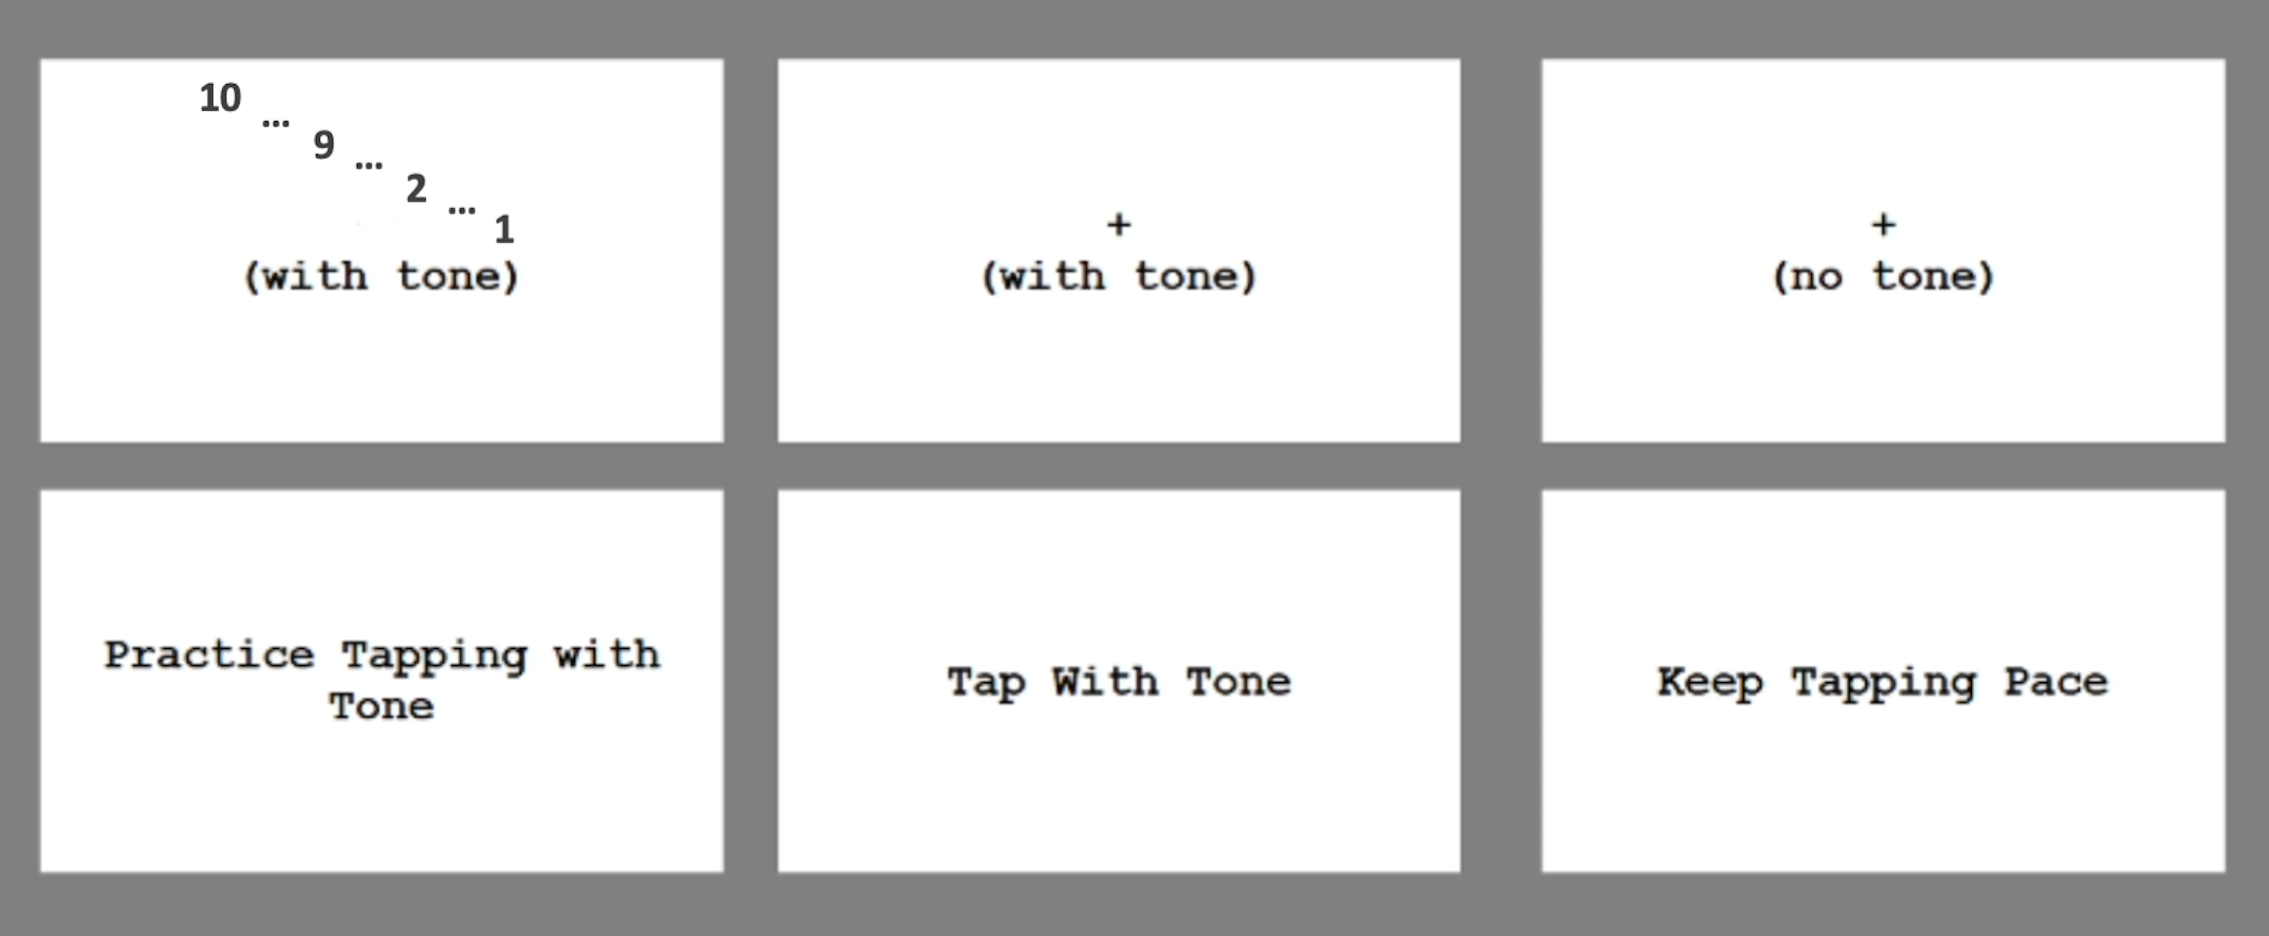 10 ... 9 ... 2 ... 1
(with tone)
+
(with tone)
+
(no tone)
Practice Tapping with
Tone
Tap With Tone
Keep Tapping Pace